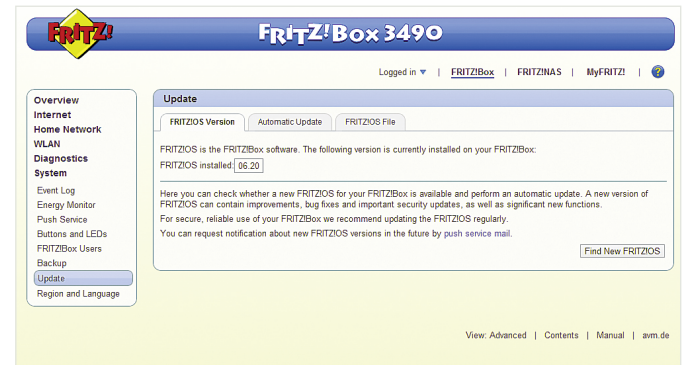 FRITZ!
FRITZ!Box 3490
Logged in ▼ | FRITZ!Box | FRITZ!NAS | MyFRITZ! | ?
Overview
Internet
Home Network
WLAN
Diagnostics
System
Event Log
Energy Monitor
Push Service
Buttons and LEDs
FRITZ!Box Users
Backup
Update
Region and Language
Update
FRITZ!OS Version Automatic Update FRITZ!OS File
FRITZ!OS is the FRITZ!Box software. The following version is currently installed on your FRITZ!Box:
FRITZ!OS installed: 06.20
Here you can check whether a new FRITZ!OS for your FRITZ!Box is available and perform an automatic update. A new version of
FRITZ!OS can contain improvements, bug fixes and important security updates, as well as significant new functions.
For secure, reliable use of your FRITZ!Box we recommend updating the FRITZ!OS regularly.
You can request notification about new FRITZ!OS versions in the future by push service mail.
Find New FRITZ!OS
View: Advanced | Contents | Manual | avm.de